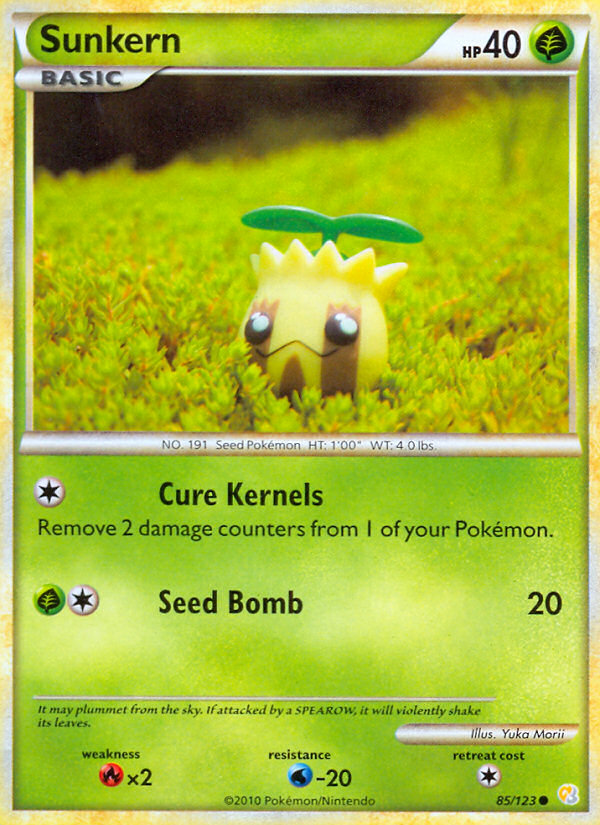 Sunkern
HP 40
BASIC
NO. 191 Seed Pokémon HT: 1'00" WT: 4.0 lbs.
Cure Kernels
Remove 2 damage counters from 1 of your Pokémon.
Seed Bomb 20
It may plummet from the sky. If attacked by a SPEAROW, it will violently shake
its leaves.
Illus. Yuka Morii
weakness resistance retreat cost
×2 -20
©2010 Pokémon/Nintendo 85/123